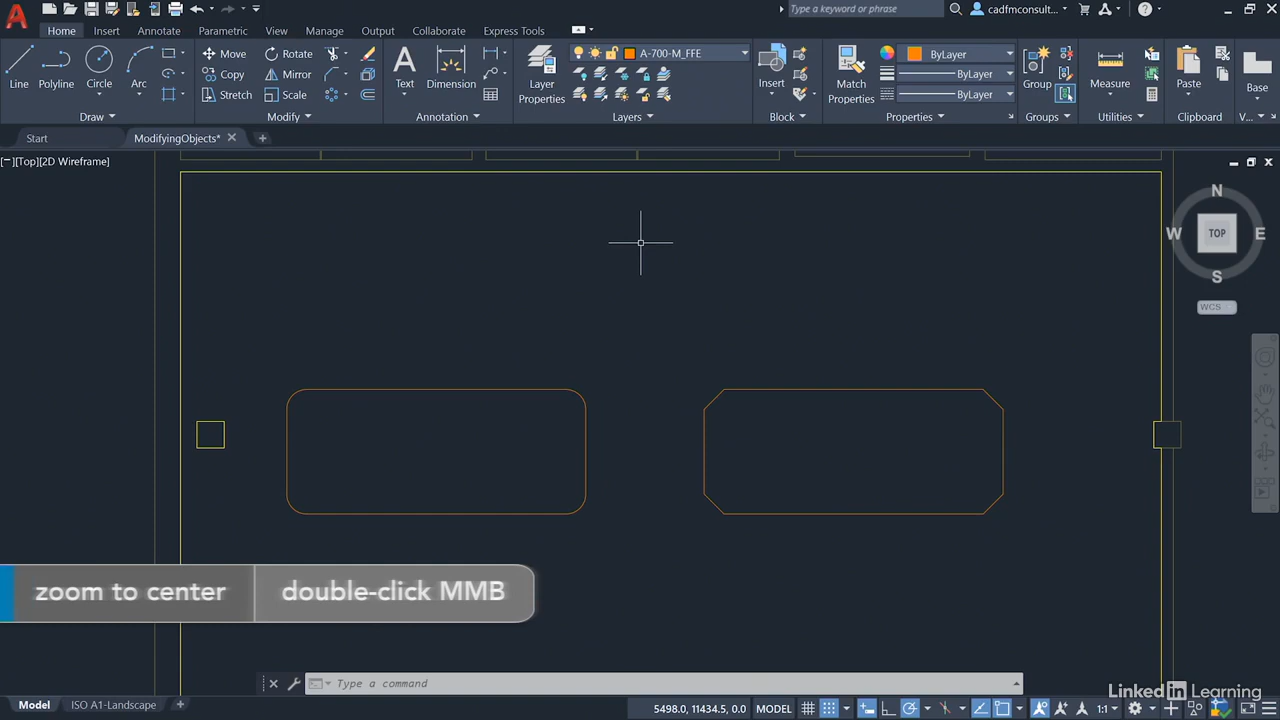 Type a keyword or phrase
cadfmconsult...
Home Insert Annotate Parametric View Manage Output Collaborate Express Tools
Line Polyline Circle Arc
Move Rotate
Copy Mirror
Stretch Scale
Text Dimension
Layer Properties
A-700-M_FFE
Insert
Match Properties
ByLayer
ByLayer
ByLayer
Group
Measure
Paste
Base
Draw Modify Annotation Layers Block Properties Groups Utilities Clipboard V...
Start ModifyingObjects*
[−][Top][2D Wireframe]
N
W TOP E
S
WCS
zoom to center double-click MMB
Type a command
LinkedIn Learning
Model ISO A1-Landscape
5498.0, 11434.5, 0.0 MODEL 1:1